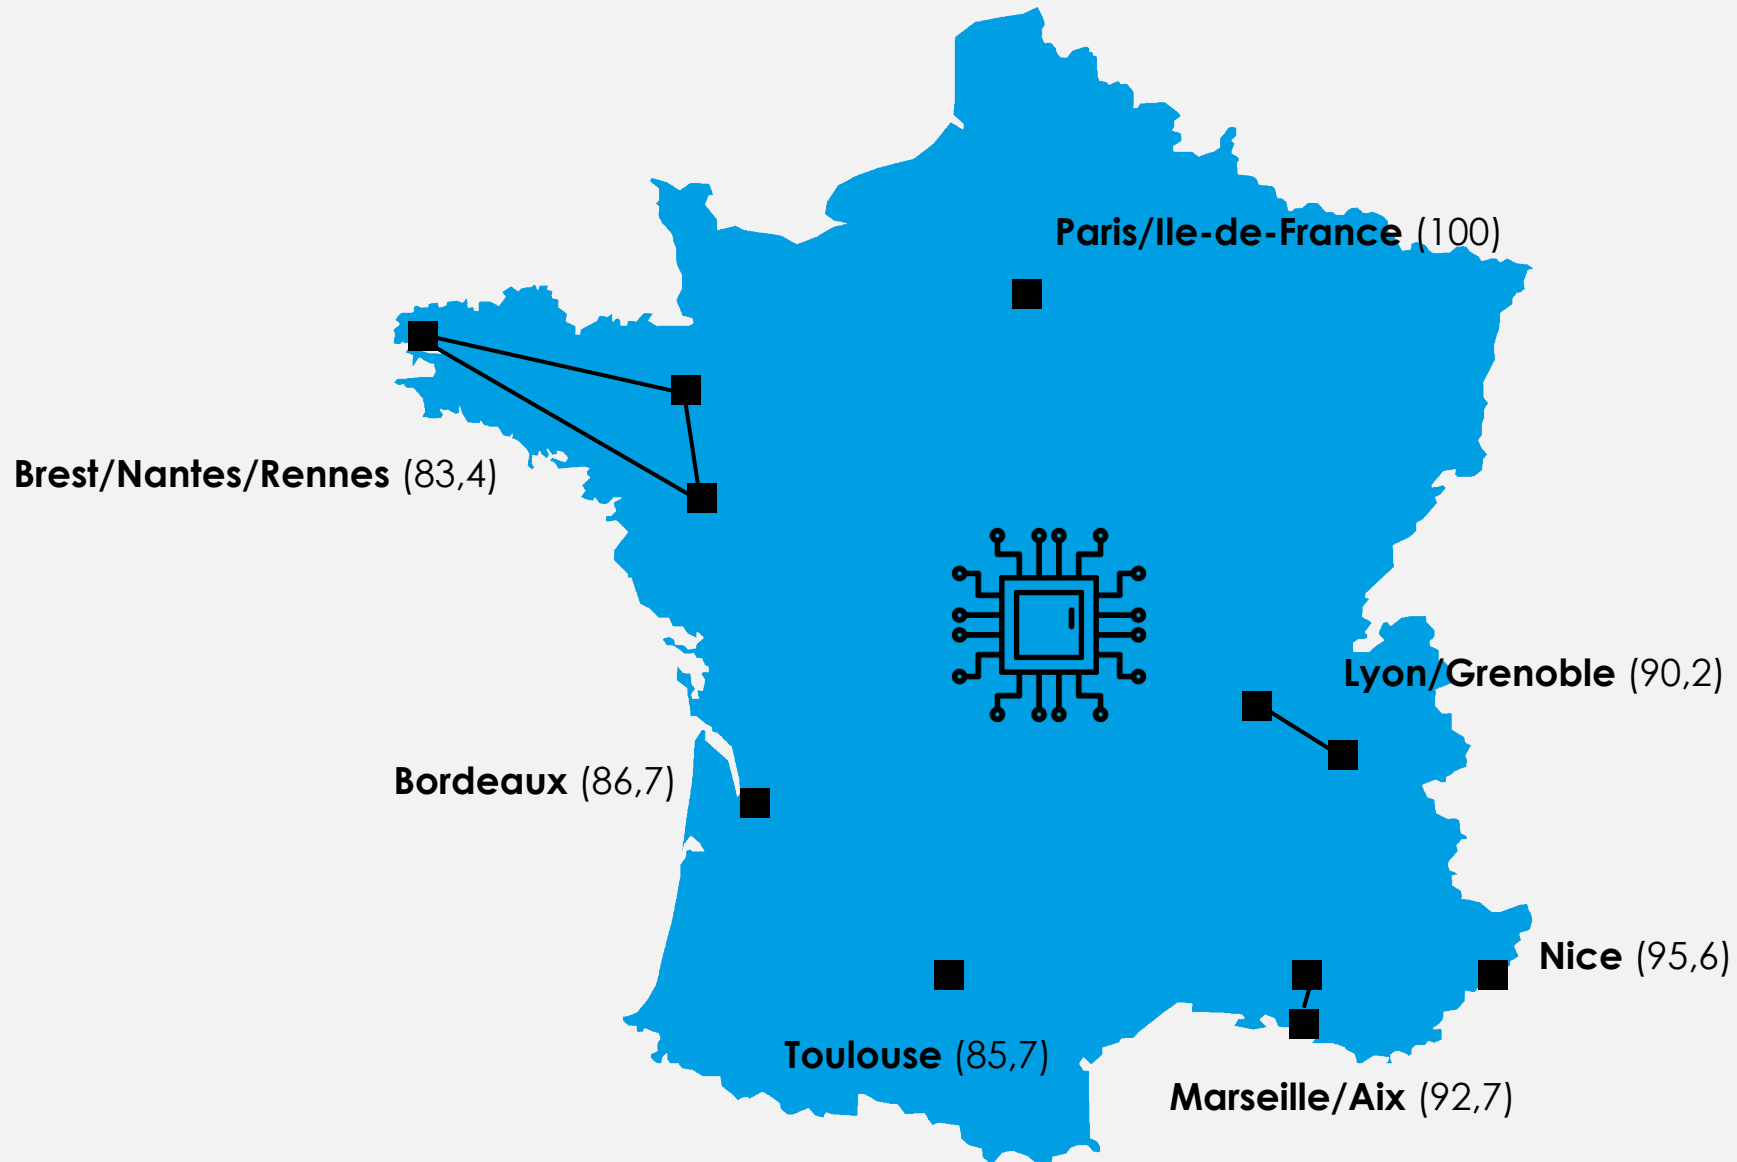 Paris/Ile-de-France (100)
Brest/Nantes/Rennes (83,4)
Lyon/Grenoble (90,2)
Bordeaux (86,7)
Nice (95,6)
Toulouse (85,7)
Marseille/Aix (92,7)